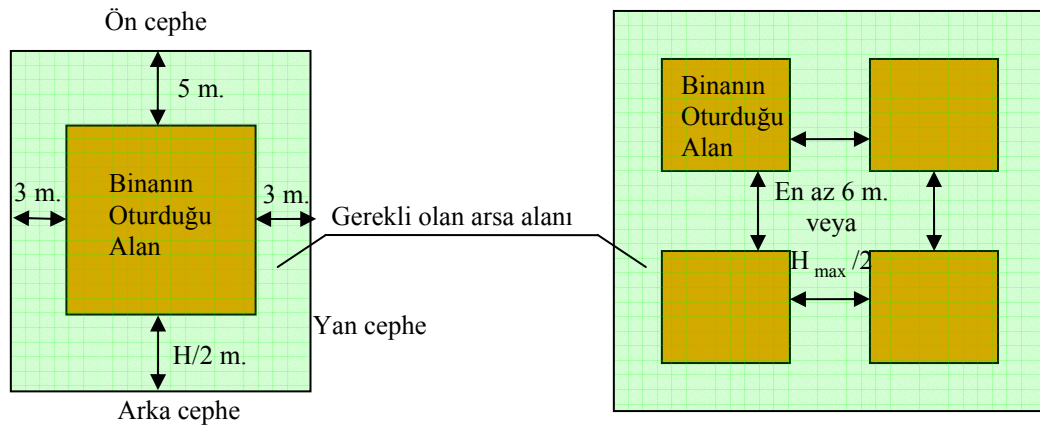 Ön cephe
5 m.
3 m.
Binanın
Oturduğu
Alan
3 m.
H/2 m.
Arka cephe
Yan cephe
Gerekli olan arsa alanı
Binanın
Oturduğu
Alan
En az 6 m.
veya
H max /2